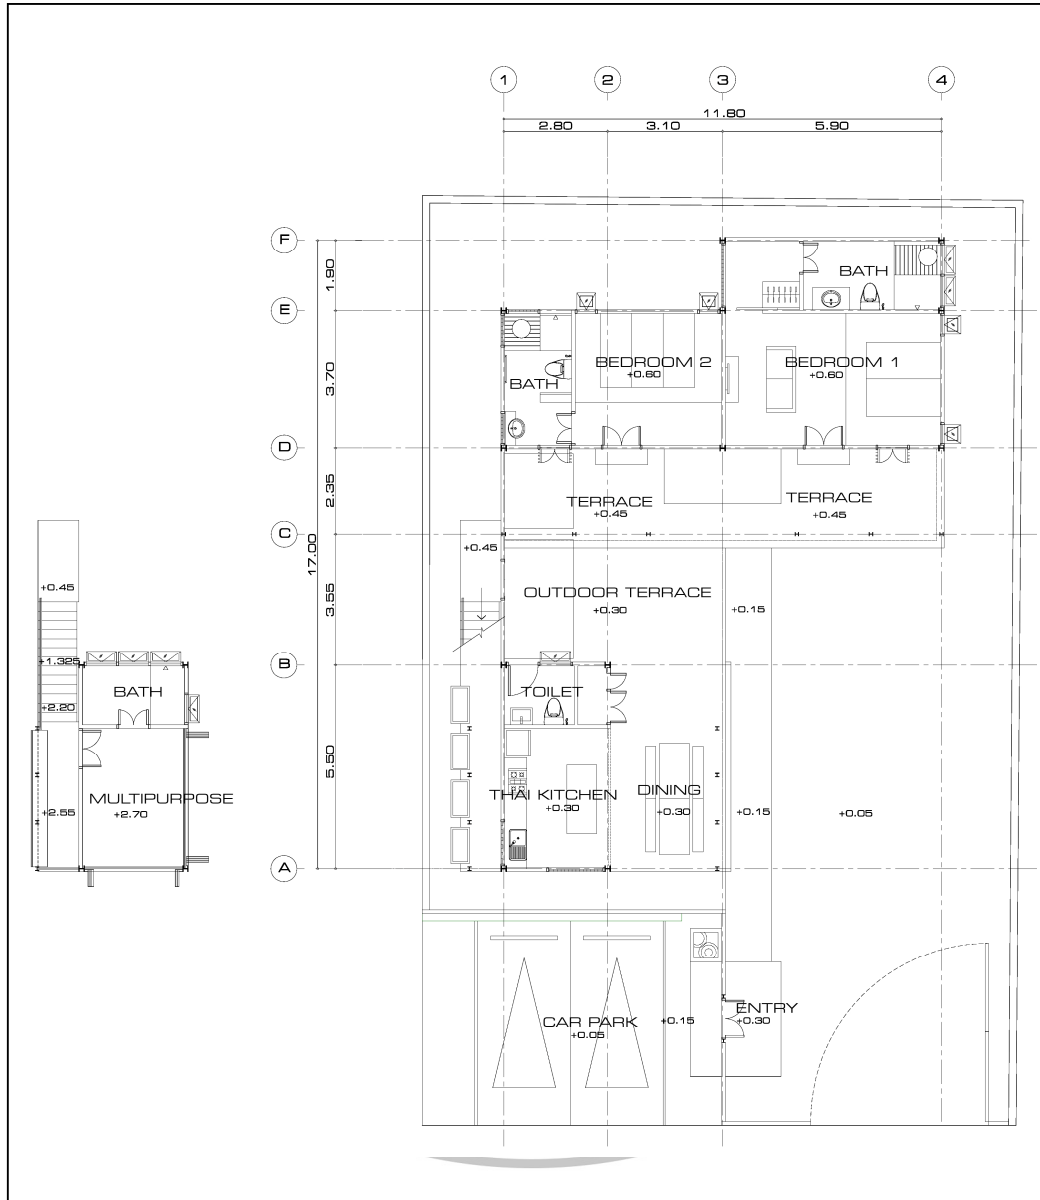 1 2 3 4
11.80
2.80 3.10 5.90
F
1.90
BATH
E
3.70
BEDROOM 2
+0.60
BEDROOM 1
+0.60
BATH
D
2.35
TERRACE
+0.45
TERRACE
+0.45
C
17.00
+0.45
3.55
OUTDOOR TERRACE
+0.30
+0.15
+0.45
B
+1.325
BATH
TOILET
+2.20
5.50
MULTIPURPOSE
+2.70
+2.55
THAI KITCHEN
+0.30
DINING
+0.30
+0.15
+0.05
A
ENTRY
+0.30
CAR PARK
+0.05
+0.15